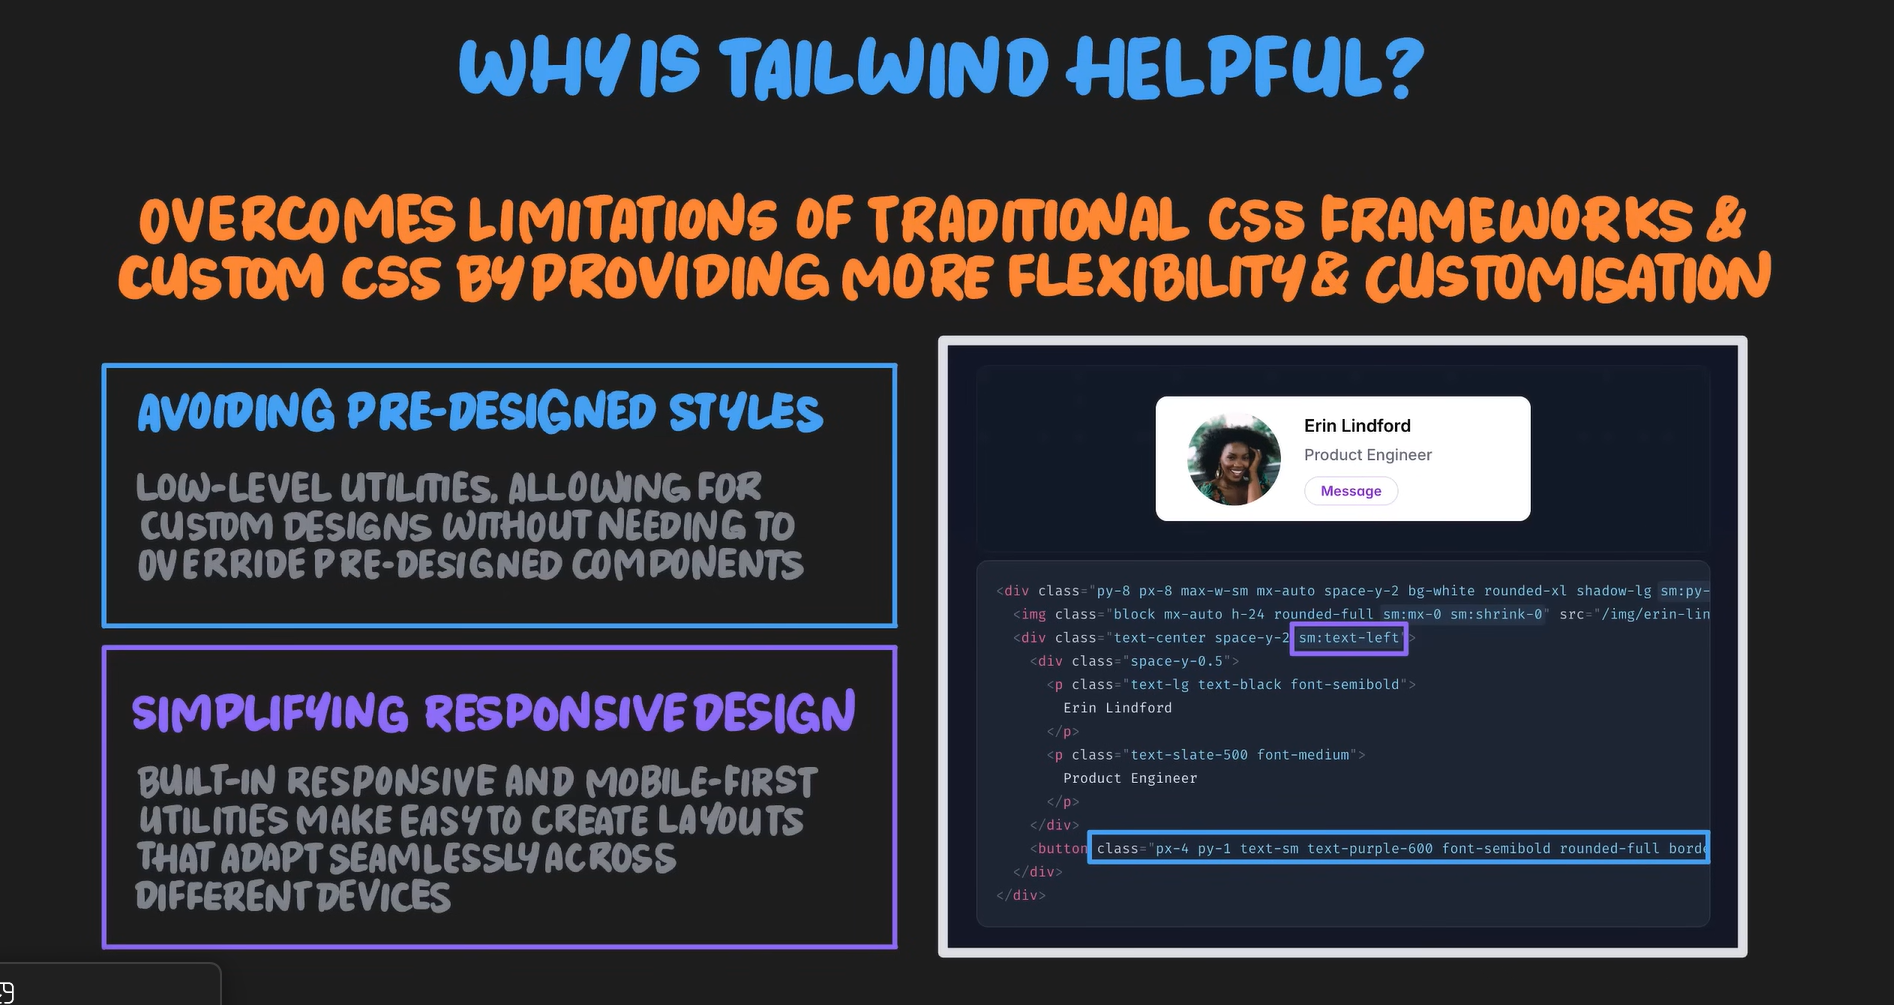 WHY IS TAILWIND HELPFUL?
OVERCOMES LIMITATIONS OF TRADITIONAL CSS FRAMEWORKS &
CUSTOM CSS BY PROVIDING MORE FLEXIBILITY & CUSTOMISATION
AVOIDING PRE-DESIGNED STYLES
LOW-LEVEL UTILITIES, ALLOWING FOR
CUSTOM DESIGNS WITHOUT NEEDING TO
OVERRIDE PRE-DESIGNED COMPONENTS
SIMPLIFYING RESPONSIVE DESIGN
BUILT-IN RESPONSIVE AND MOBILE-FIRST
UTILITIES MAKE EASY TO CREATE LAYOUTS
THAT ADAPT SEAMLESSLY ACROSS
DIFFERENT DEVICES
Erin Lindford
Product Engineer
Message
<div class="py-8 px-8 max-w-sm mx-auto space-y-2 bg-white rounded-xl shadow-lg sm:py-
<img class="block mx-auto h-24 rounded-full sm:mx-0 sm:shrink-0" src="/img/erin-lin
<div class="text-center space-y-2 sm:text-left">
<div class="space-y-0.5">
<p class="text-lg text-black font-semibold">
Erin Lindford
</p>
<p class="text-slate-500 font-medium">
Product Engineer
</p>
</div>
<button class="px-4 py-1 text-sm text-purple-600 font-semibold rounded-full borde
</div>
</div>